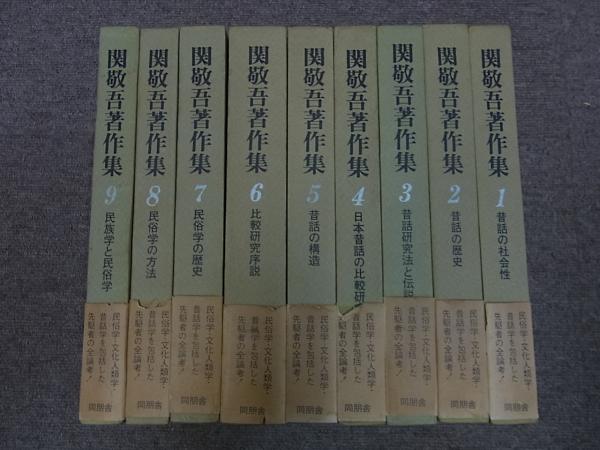 関敬吾著作集
1
昔話の社会性
民俗学・文化人類学・
昔話学を包括した
先駆者の全論考!
同朋舎
関敬吾著作集
2
昔話の歴史
民俗学・文化人類学・
昔話学を包括した
先駆者の全論考!
同朋舎
関敬吾著作集
3
昔話研究法と伝説
民俗学・文化人類学・
昔話学を包括した
先駆者の全論考!
同朋舎
関敬吾著作集
4
日本昔話の比較研
民俗学・文化人類学・
昔話学を包括した
先駆者の全論考!
同朋舎
関敬吾著作集
5
昔話の構造
民俗学・文化人類学・
昔話学を包括した
先駆者の全論考!
同朋舎
関敬吾著作集
6
比較研究序説
民俗学・文化人類学・
昔話学を包括した
先駆者の全論考!
同朋舎
関敬吾著作集
7
民俗学の歴史
民俗学・文化人類学・
昔話学を包括した
先駆者の全論考!
同朋舎
関敬吾著作集
8
民俗学の方法
民俗学・文化人類学・
昔話学を包括した
先駆者の全論考!
同朋舎
関敬吾著作集
9
民族学と民俗学
民俗学・文化人類学・
昔話学を包括した
先駆者の全論考!
同朋舎